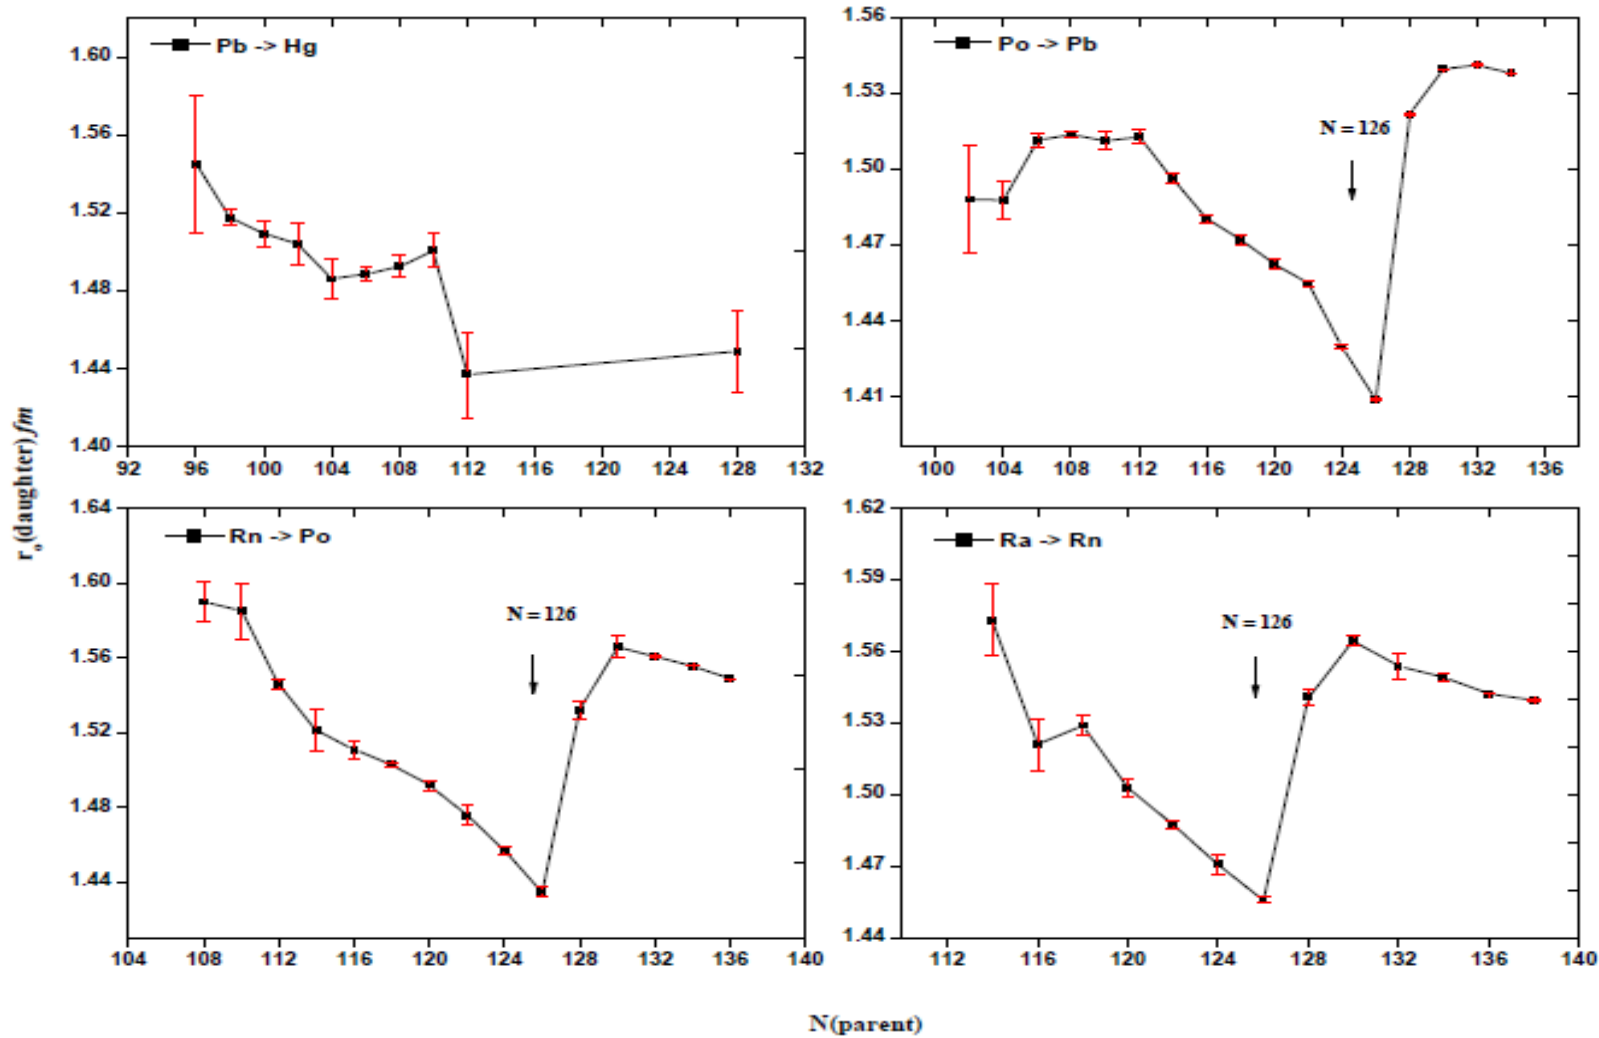 Pb -> Hg
1.60
1.56
1.52
1.48
1.44
1.40
92 96 100 104 108 112 116 120 124 128 132
Po -> Pb
N = 126
1.56
1.53
1.50
1.47
1.44
1.41
100 104 108 112 116 120 124 128 132 136
r₀(daughter) fm
Rn -> Po
N = 126
1.64
1.60
1.56
1.52
1.48
1.44
104 108 112 116 120 124 128 132 136 140
Ra -> Rn
N = 126
1.62
1.59
1.56
1.53
1.50
1.47
1.44
112 116 120 124 128 132 136 140
N(parent)